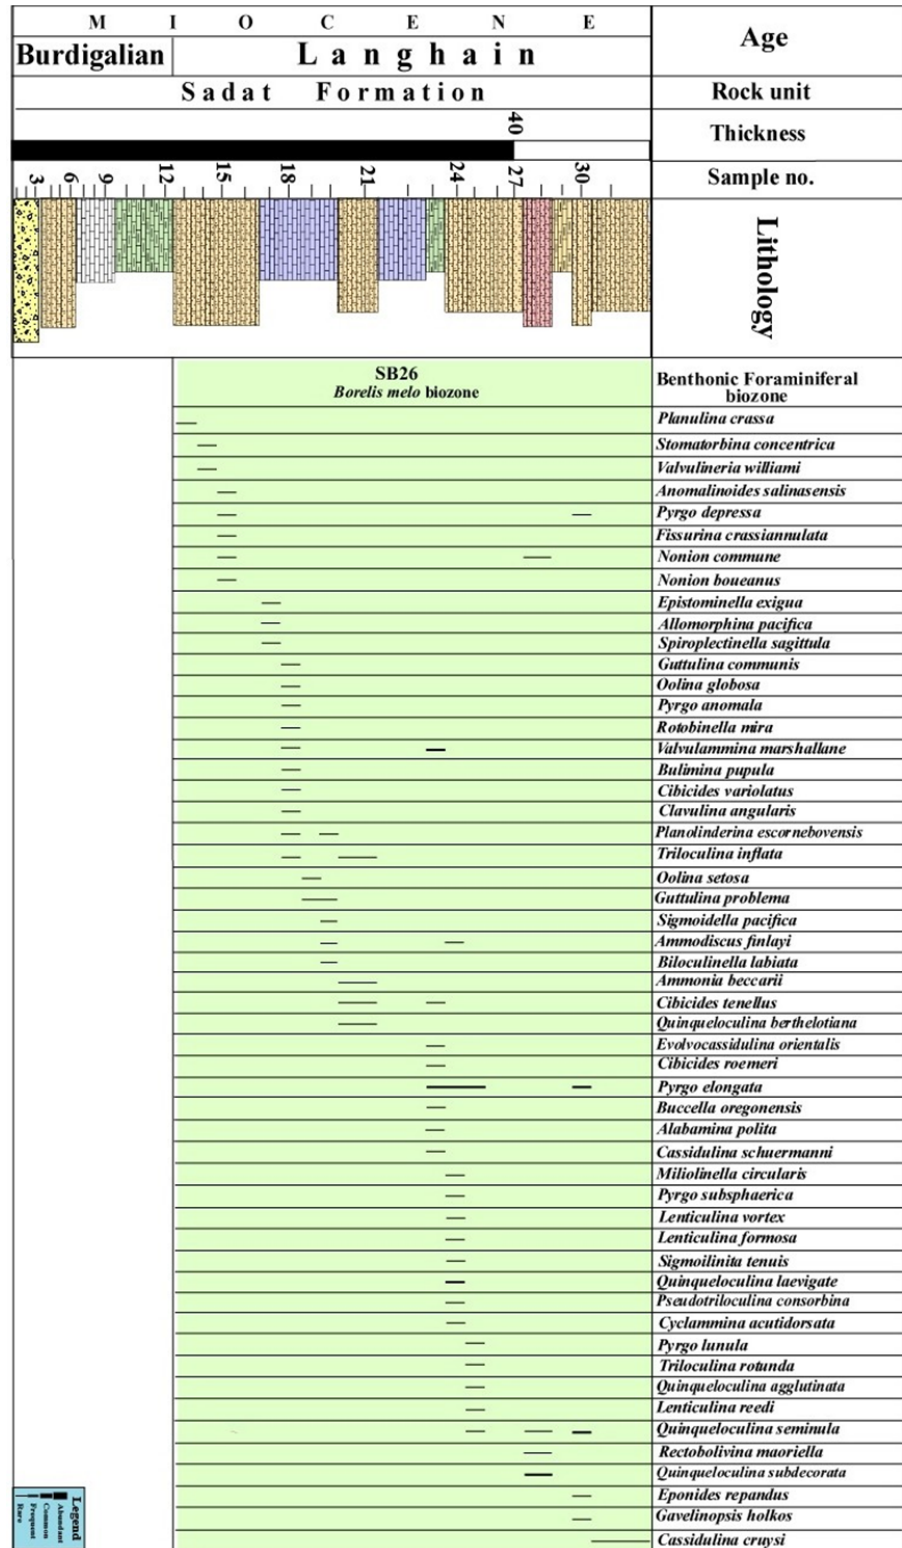 M I O C E N E
Age
Burdigalian
Langhain
Sadat Formation
Rock unit
40
Thickness
3 6 9 12 15 18 21 24 27 30
Sample no.
Lithology
SB26
Borelis melo biozone
Benthonic Foraminiferal
biozone
Planulina crassa
Stomatorbina concentrica
Valvulineria williami
Anomalinoides salinasensis
Pyrgo depressa
Fissurina crassiannulata
Nonion commune
Nonion boueanus
Epistominella exigua
Allomorphina pacifica
Spiroplectinella sagittula
Guttulina communis
Oolina globosa
Pyrgo anomala
Rotobinella mira
Valvulammina marshallane
Bulimina pupula
Cibicides variolatus
Clavulina angularis
Planolinderina escornebovensis
Triloculina inflata
Oolina setosa
Guttulina problema
Sigmoidella pacifica
Ammodiscus finlayi
Biloculinella labiata
Ammonia beccarii
Cibicides tenellus
Quinqueloculina berthelotiana
Evolvocassidulina orientalis
Cibicides roemeri
Pyrgo elongata
Buccella oregonensis
Alabamina polita
Cassidulina schuermanni
Miliolinella circularis
Pyrgo subsphaerica
Lenticulina vortex
Lenticulina formosa
Sigmoilinita tenuis
Quinqueloculina laevigate
Pseudotriloculina consorbina
Cyclammina acutidorsata
Pyrgo lunula
Triloculina rotunda
Quinqueloculina agglutinata
Lenticulina reedi
Quinqueloculina seminula
Rectobolivina maoriella
Quinqueloculina subdecorata
Eponides repandus
Gavelinopsis holkos
Cassidulina cruysi
Legend
Abundant
Common
Frequent
Rare